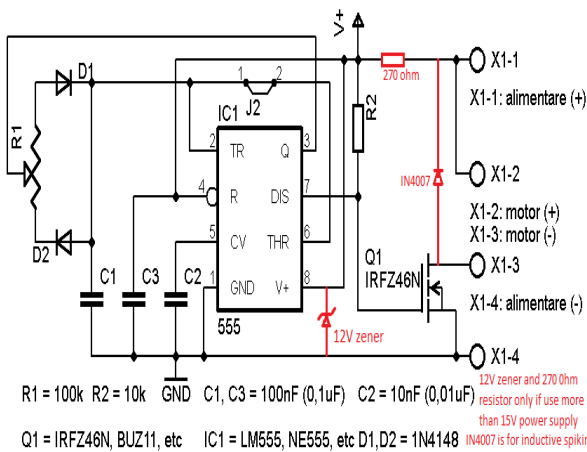 V+
X1-1
D1
1
2
270 ohm
J2
X1-1: alimentare (+)
R1
IC1
R2
2
TR
Q
3
X1-2
4
R
DIS
7
IN4007
X1-2: motor (+)
X1-3: motor (-)
D2
5
CV
THR
6
Q1
IRFZ46N
X1-3
C1
C3
C2
1
GND
V+
8
X1-4: alimentare (-)
555
12V zener
X1-4
R1 = 100k R2 = 10k
GND
C1, C3 = 100nF (0,1uF)
C2 = 10nF (0,01uF)
12V zener and 270 Ohm
resistor only if use more
than 15V power supply
Q1 = IRFZ46N, BUZ11, etc
IC1 = LM555, NE555, etc
D1,D2 = 1N4148
IN4007 is for inductive spikin